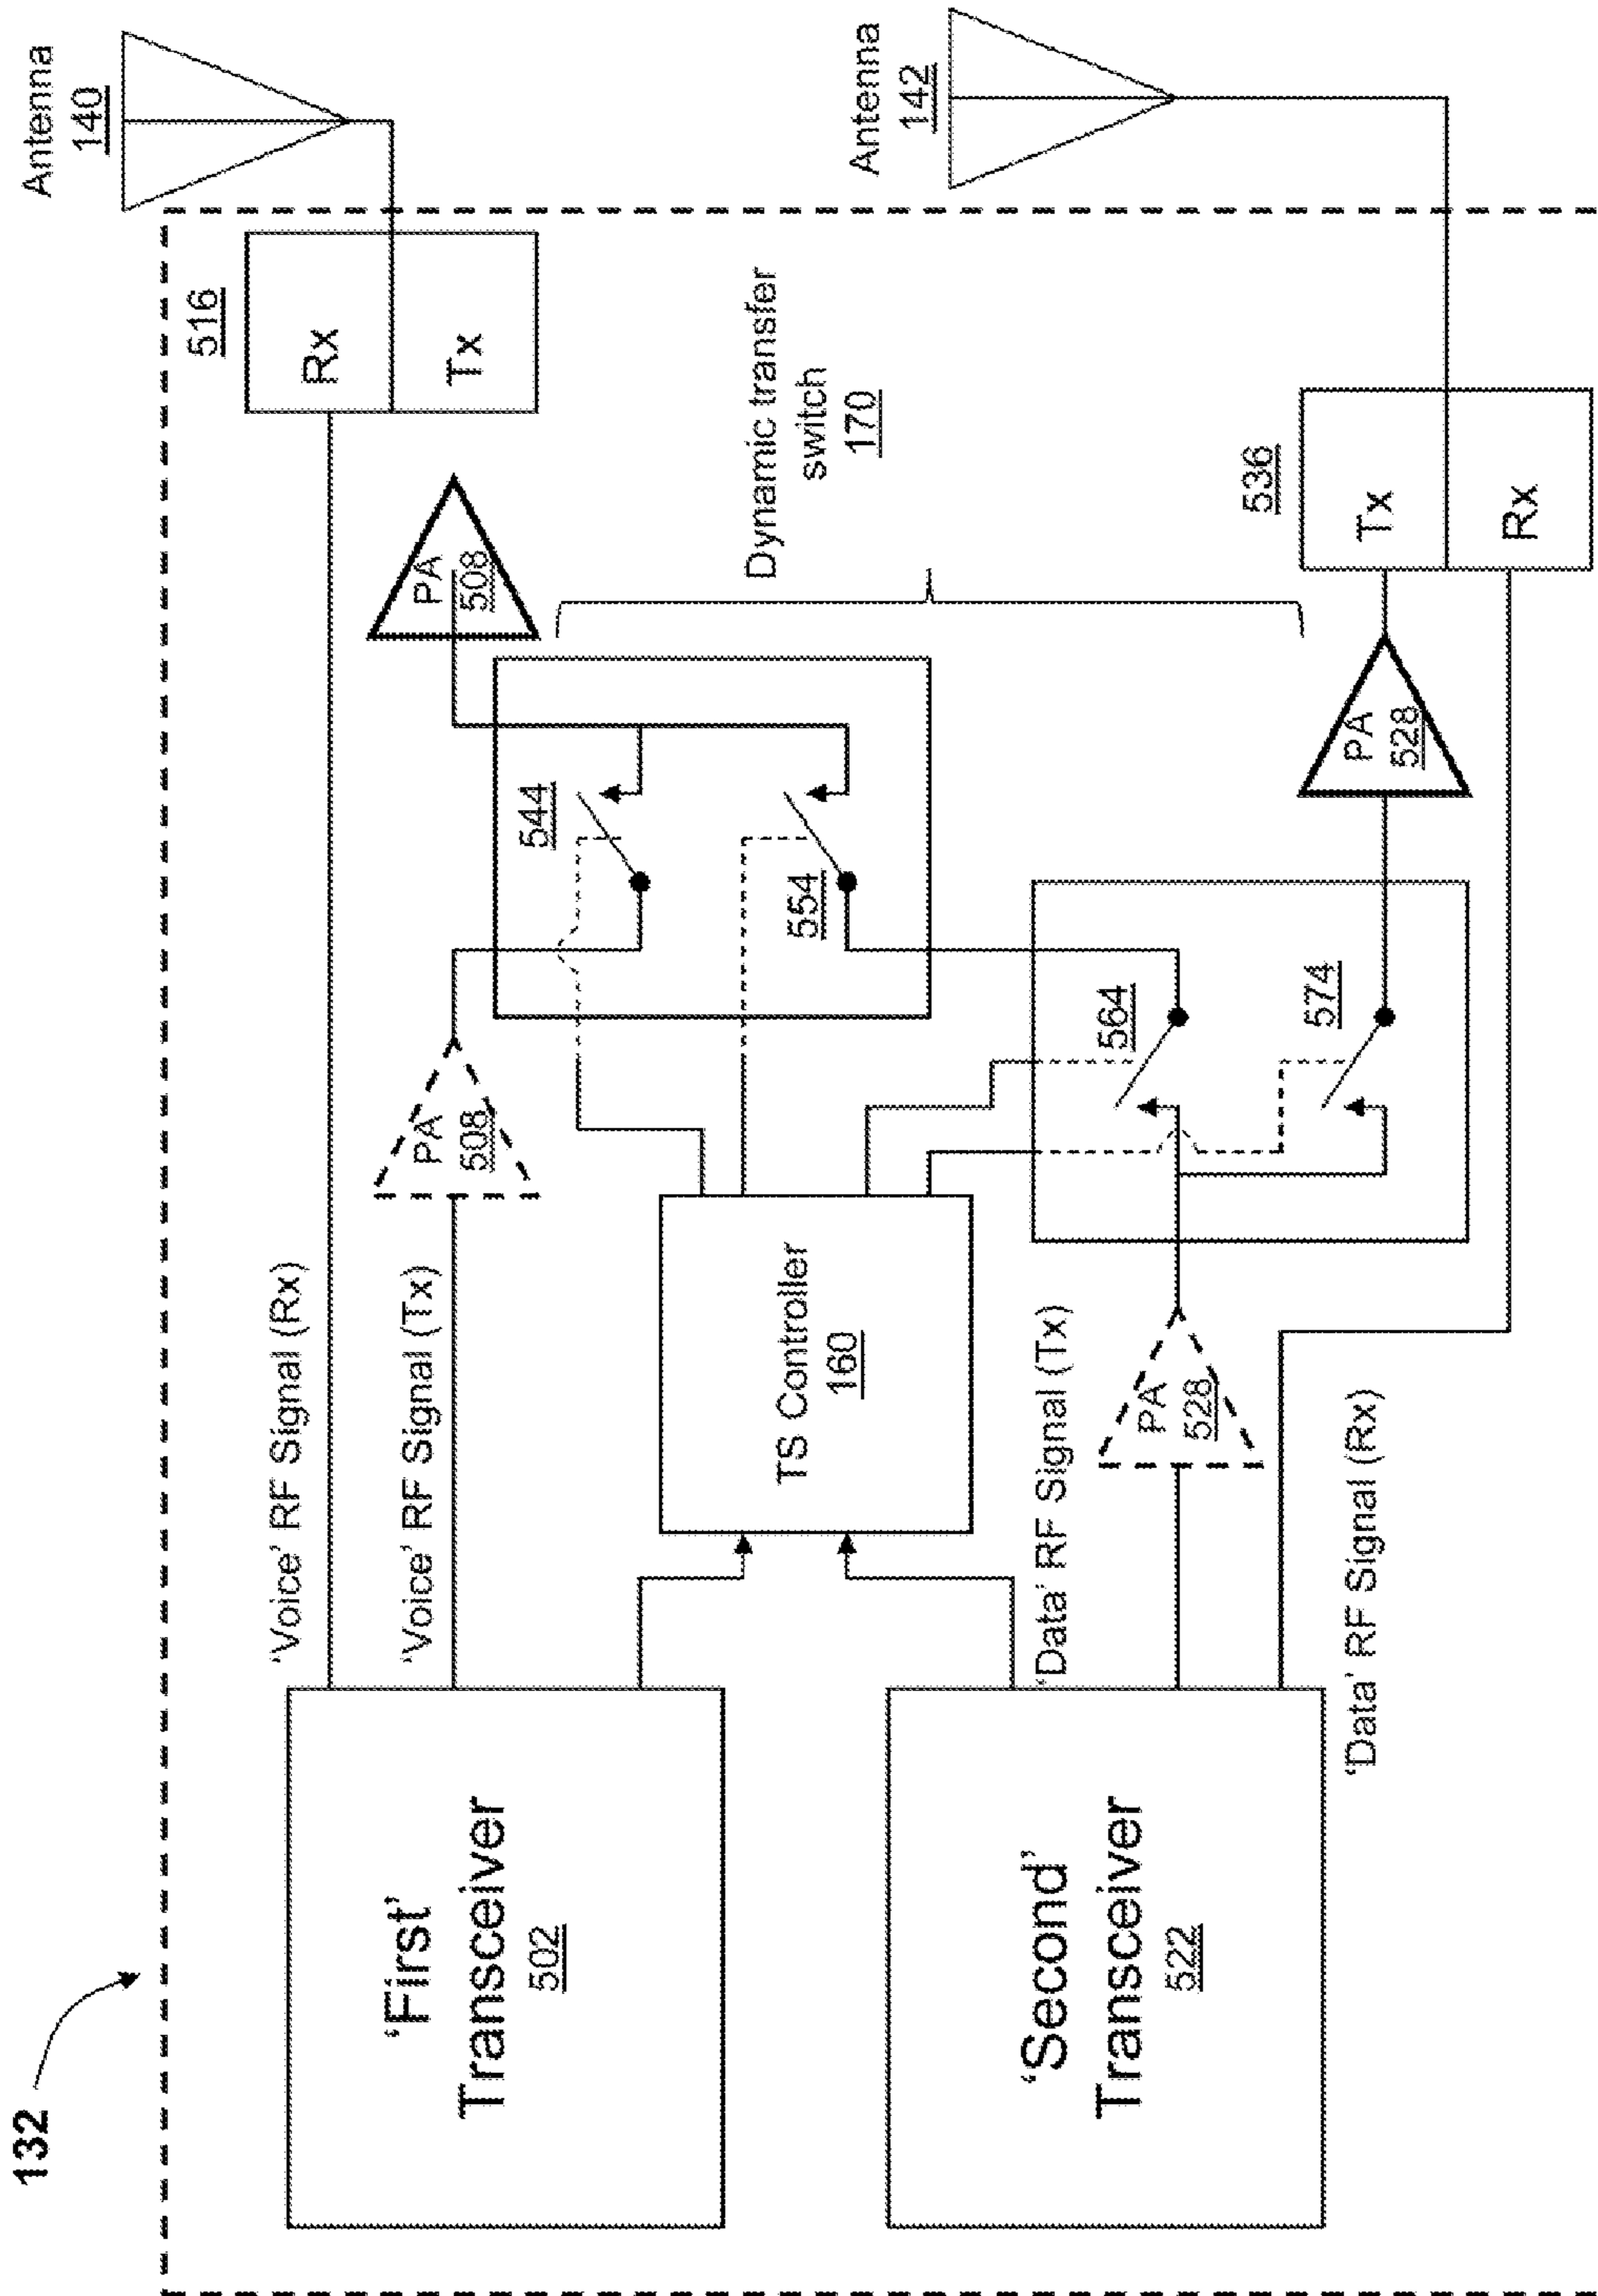 132
Antenna
140
516
Rx
Tx
'Voice' RF Signal (Rx)
'Voice' RF Signal (Tx)
'First'
Transceiver
502
PA
508
PA
508
544
554
Dynamic transfer
switch
170
TS Controller
160
Antenna
142
'Second'
Transceiver
522
'Data' RF Signal (Tx)
PA
528
564
574
PA
528
536
Tx
Rx
'Data' RF Signal (Rx)